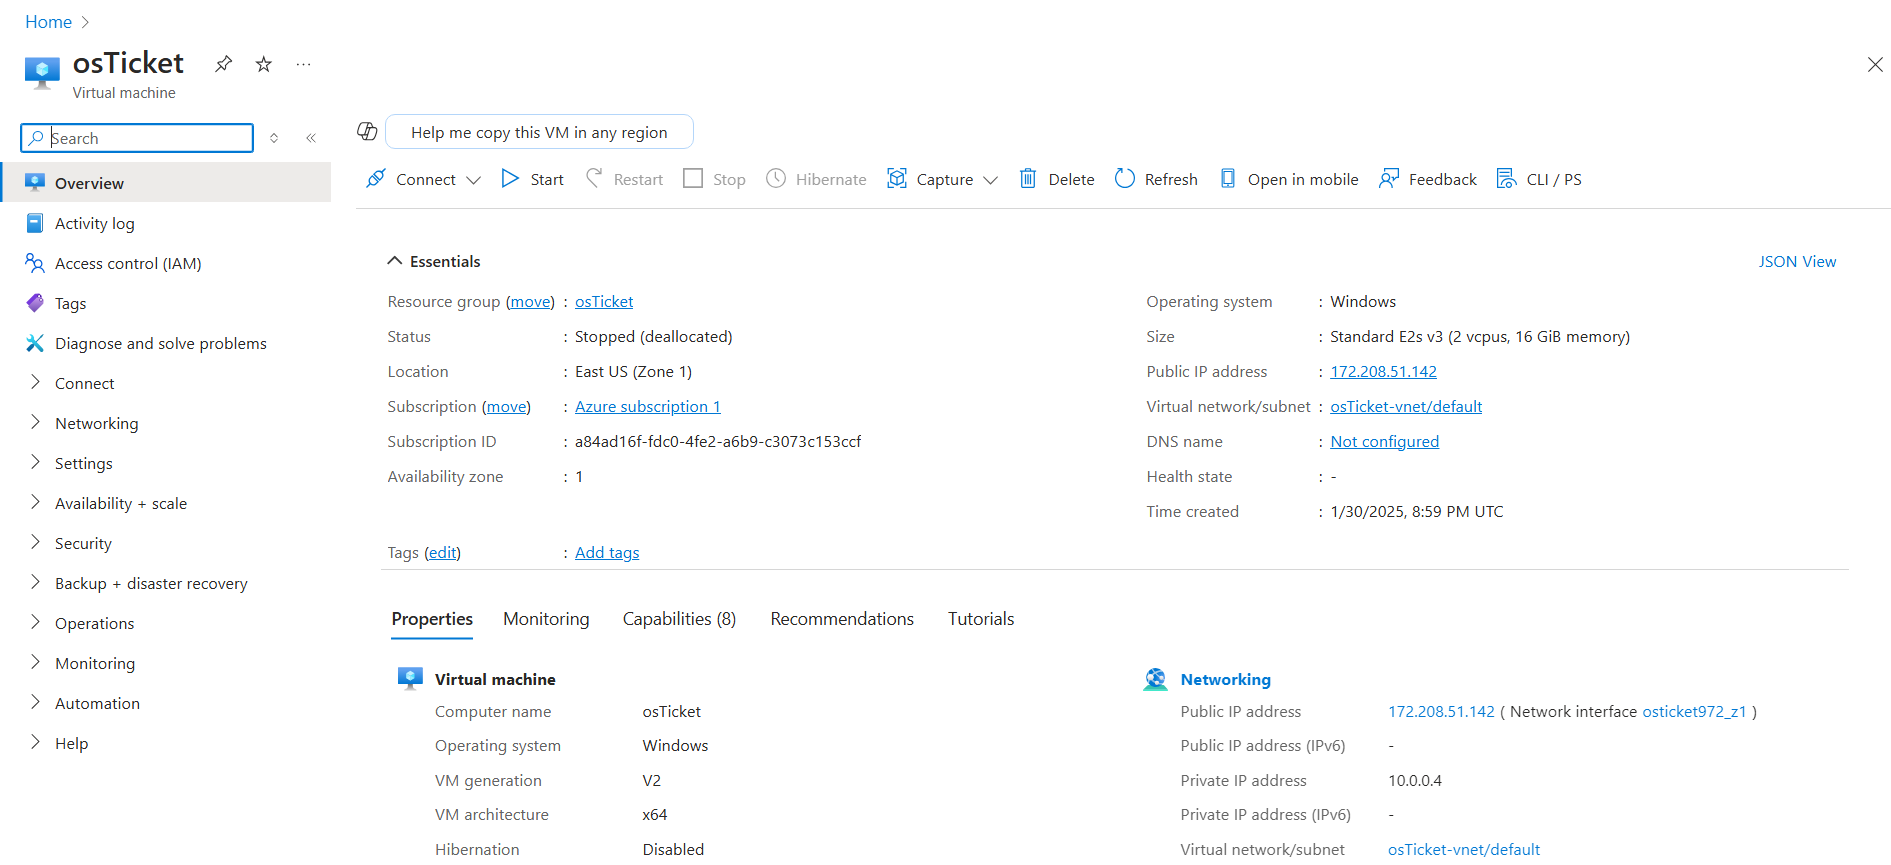 Home
osTicket
Virtual machine
Search
Help me copy this VM in any region
Connect Start Restart Stop Hibernate Capture Delete Refresh Open in mobile Feedback CLI / PS
Overview
Activity log
Access control (IAM)
Tags
Diagnose and solve problems
Connect
Networking
Settings
Availability + scale
Security
Backup + disaster recovery
Operations
Monitoring
Automation
Help
Essentials
JSON View
Resource group (move) : osTicket
Status : Stopped (deallocated)
Location : East US (Zone 1)
Subscription (move) : Azure subscription 1
Subscription ID : a84ad16f-fdc0-4fe2-a6b9-c3073c153ccf
Availability zone : 1
Operating system : Windows
Size : Standard E2s v3 (2 vcpus, 16 GiB memory)
Public IP address : 172.208.51.142
Virtual network/subnet : osTicket-vnet/default
DNS name : Not configured
Health state : -
Time created : 1/30/2025, 8:59 PM UTC
Tags (edit) : Add tags
Properties Monitoring Capabilities (8) Recommendations Tutorials
Virtual machine
Computer name osTicket
Operating system Windows
VM generation V2
VM architecture x64
Hibernation Disabled
Networking
Public IP address 172.208.51.142 ( Network interface osticket972_z1 )
Public IP address (IPv6) -
Private IP address 10.0.0.4
Private IP address (IPv6) -
Virtual network/subnet osTicket-vnet/default